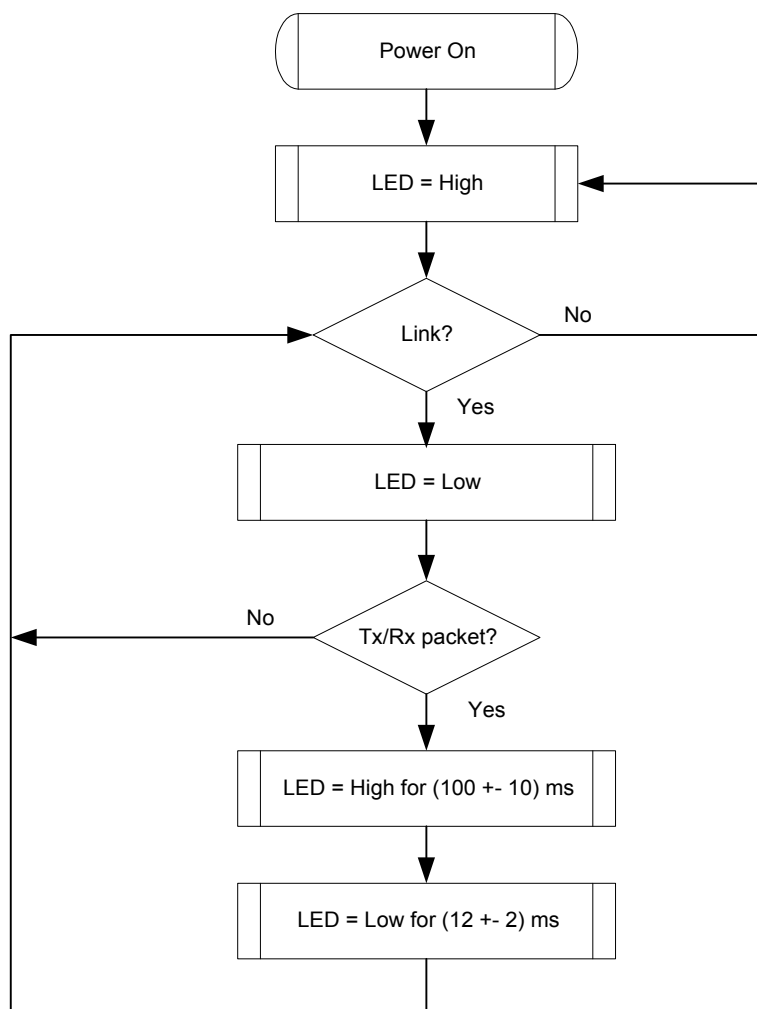 Power On
LED = High
Link?
No
Yes
LED = Low
No
Tx/Rx packet?
Yes
LED = High for (100 +- 10) ms
LED = Low for (12 +- 2) ms